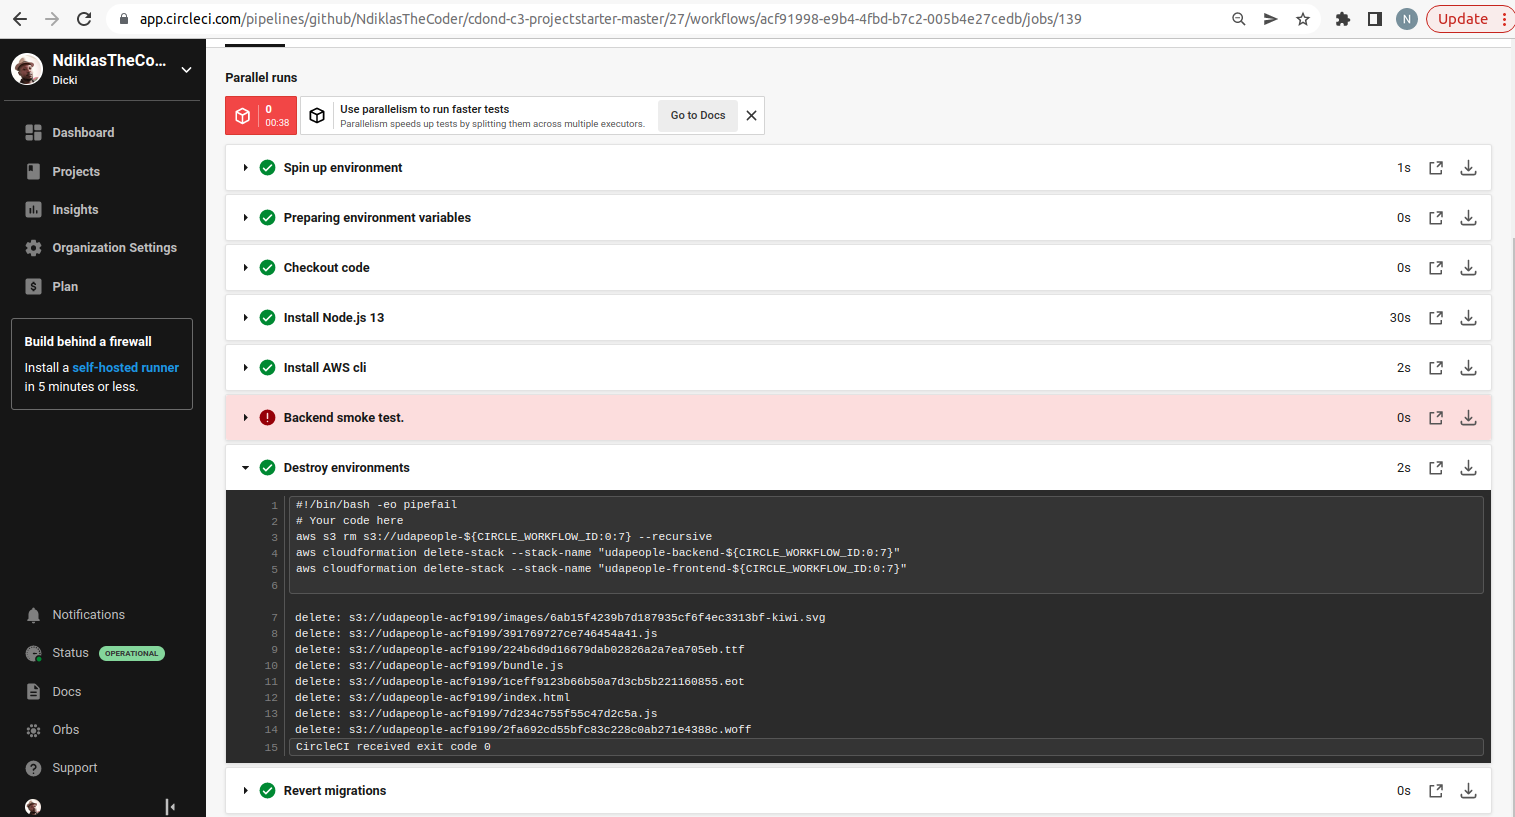 app.circleci.com/pipelines/github/NdiklasTheCoder/cdond-c3-projectstarter-master/27/workflows/acf91998-e9b4-4fbd-b7c2-005b4e27cedb/jobs/139
N
Update
NdiklasTheCo...
Dicki
Dashboard
Projects
Insights
Organization Settings
Plan
Build behind a firewall
Install a self-hosted runner
in 5 minutes or less.
Notifications
Status OPERATIONAL
Docs
Orbs
Support
Parallel runs
0
00:38
Use parallelism to run faster tests
Parallelism speeds up tests by splitting them across multiple executors.
Go to Docs
Spin up environment 1s
Preparing environment variables 0s
Checkout code 0s
Install Node.js 13 30s
Install AWS cli 2s
Backend smoke test. 0s
Destroy environments 2s
1 #!/bin/bash -eo pipefail
2 # Your code here
3 aws s3 rm s3://udapeople-${CIRCLE_WORKFLOW_ID:0:7} --recursive
4 aws cloudformation delete-stack --stack-name "udapeople-backend-${CIRCLE_WORKFLOW_ID:0:7}"
5 aws cloudformation delete-stack --stack-name "udapeople-frontend-${CIRCLE_WORKFLOW_ID:0:7}"
6
7 delete: s3://udapeople-acf9199/images/6ab15f4239b7d187935cf6f4ec3313bf-kiwi.svg
8 delete: s3://udapeople-acf9199/391769727ce746454a41.js
9 delete: s3://udapeople-acf9199/224b6d9d16679dab02826a2a7ea705eb.ttf
10 delete: s3://udapeople-acf9199/bundle.js
11 delete: s3://udapeople-acf9199/1ceff9123b66b50a7d3cb5b221160855.eot
12 delete: s3://udapeople-acf9199/index.html
13 delete: s3://udapeople-acf9199/7d234c755f55c47d2c5a.js
14 delete: s3://udapeople-acf9199/2fa692cd55bfc83c228c0ab271e4388c.woff
15 CircleCI received exit code 0
Revert migrations 0s